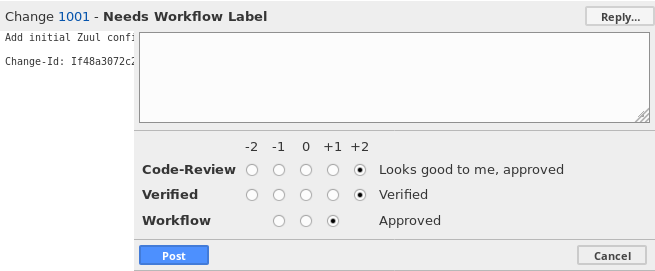 Change 1001 - Needs Workflow Label
Reply...
Add initial Zuul confi
Change-Id: If48a3072c2
-2 -1 0 +1 +2
Code-Review Looks good to me, approved
Verified Verified
Workflow Approved
Post Cancel